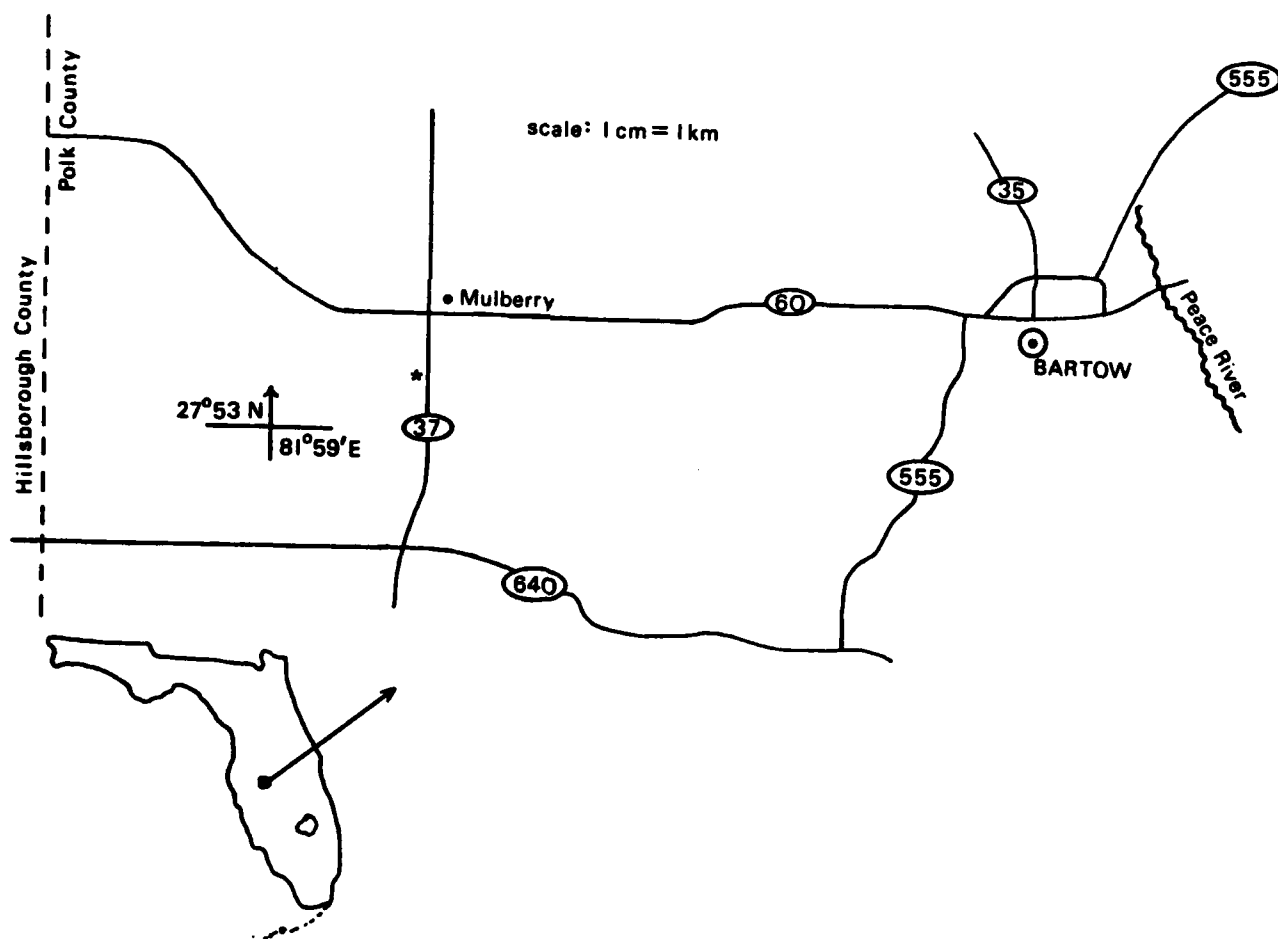 555
Polk County
scale: 1 cm = 1 km
35
Hillsborough County
Mulberry
60
Peace River
BARTOW
*
27°53 N
37
81°59'E
555
640